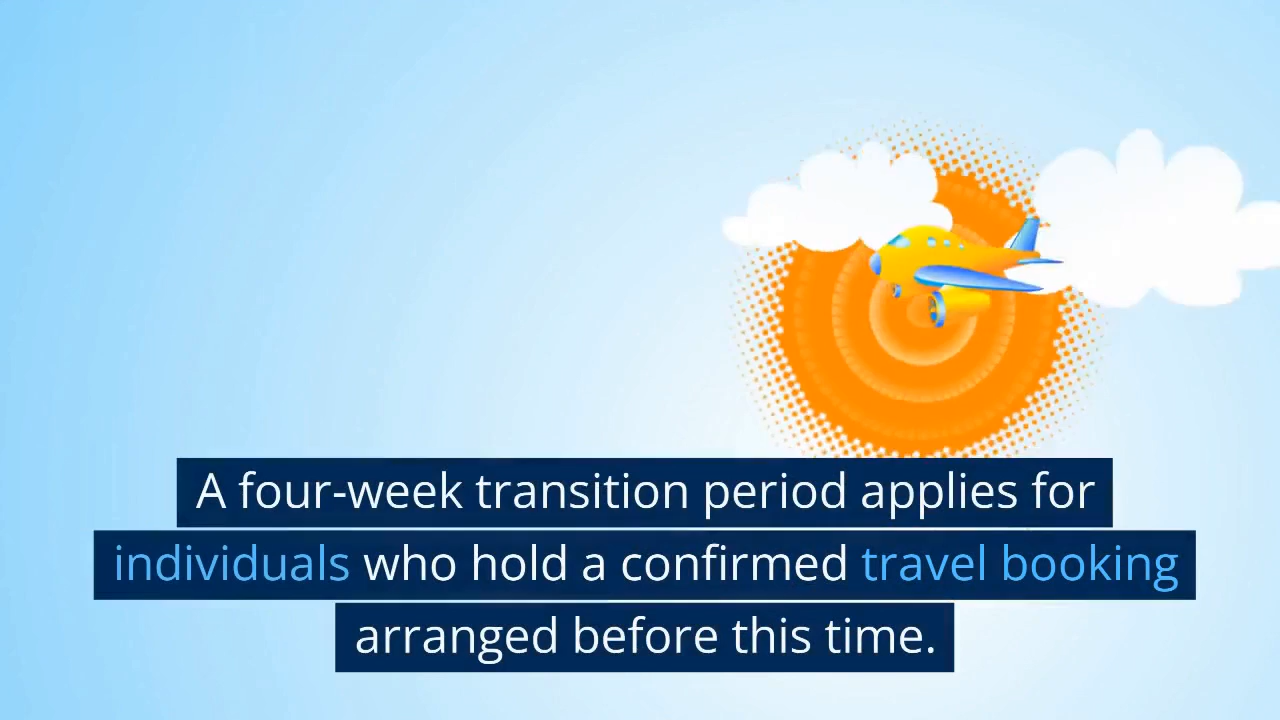 A four-week transition period applies for
individuals who hold a confirmed travel booking
arranged before this time.